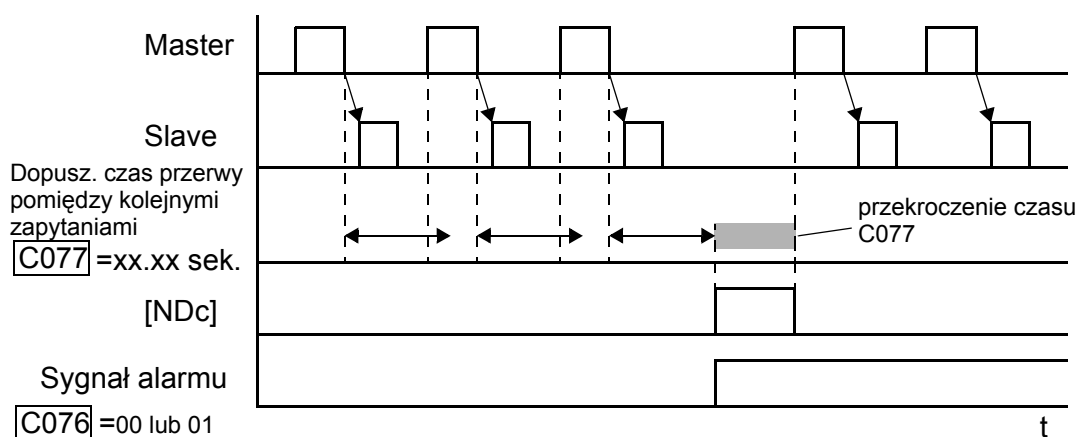 Master
Slave
Dopusz. czas przerwy
pomiędzy kolejnymi
zapytaniami
C077 =xx.xx sek.
przekroczenie czasu
C077
[NDc]
Sygnał alarmu
C076 =00 lub 01
t